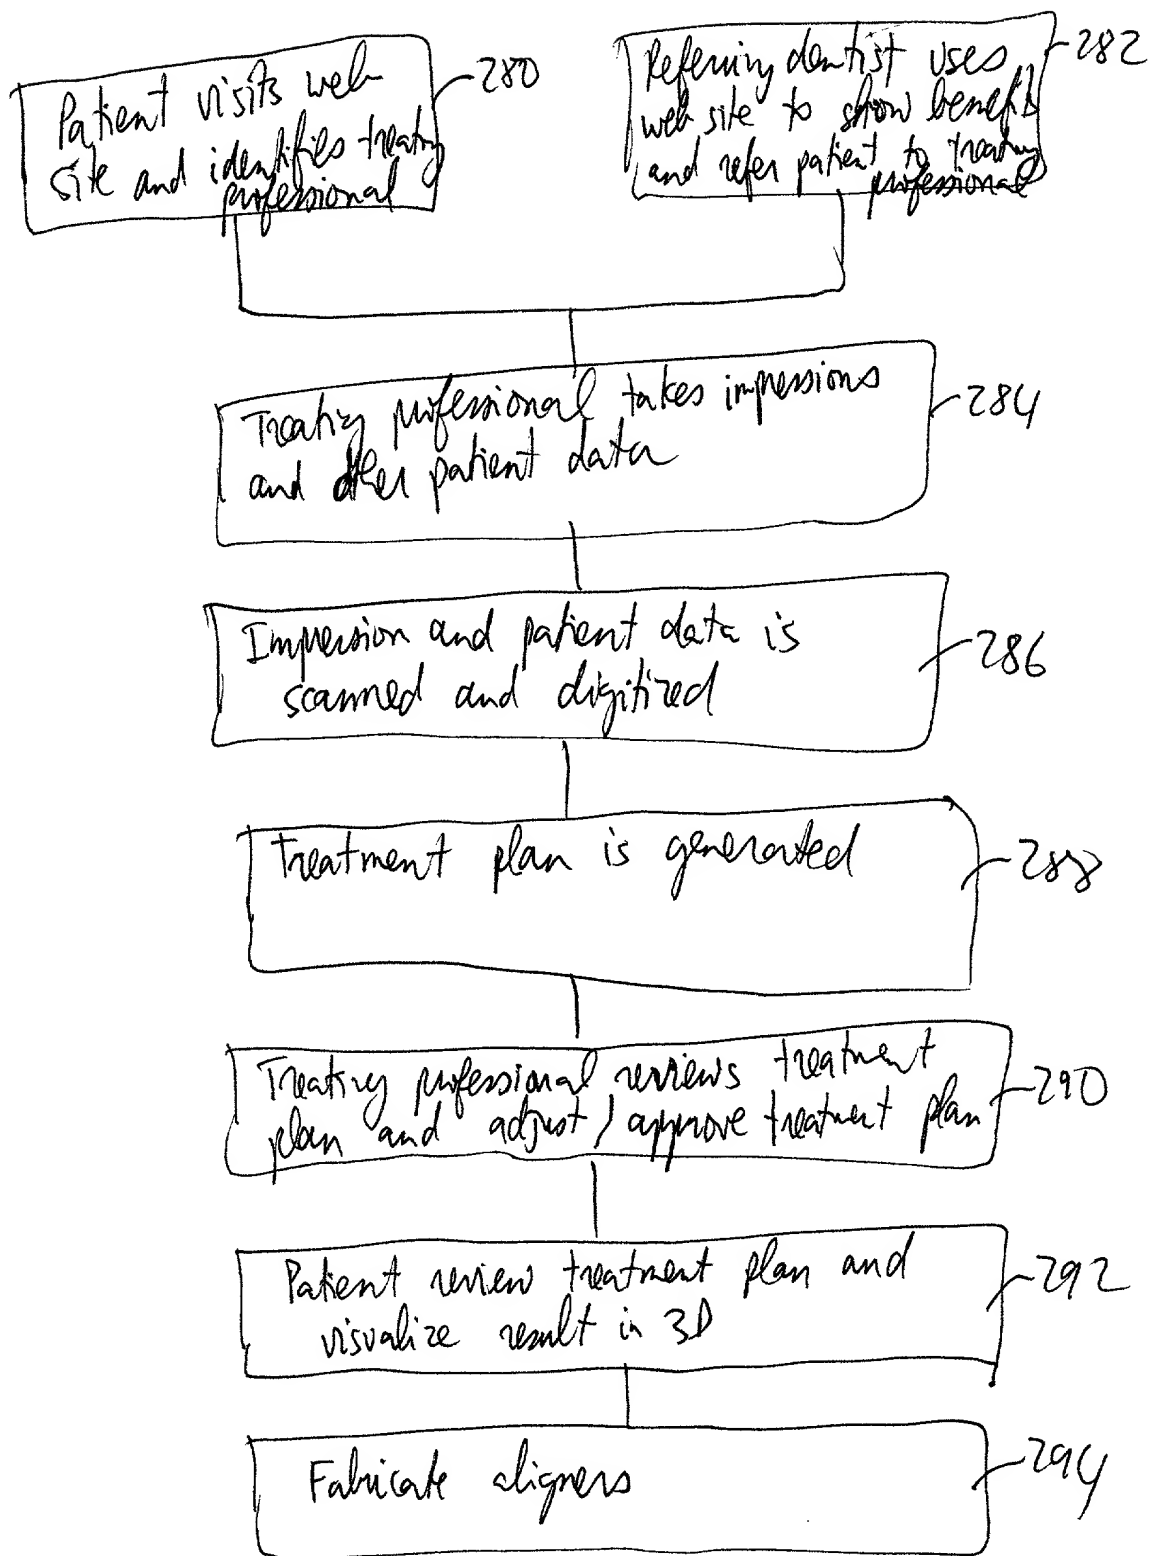 Patient visits web
site and identifies treating
professional
280
Referring dentist uses
web site to show benefits
and refer patient to treating
professional
282
Treating professional takes impressions
and other patient data
284
Impression and patient data is
scanned and digitized
286
Treatment plan is generated
288
Treating professional reviews treatment
plan and adjust / approve treatment plan
290
Patient review treatment plan and
visualize result in 3D
292
Fabricate aligners
294